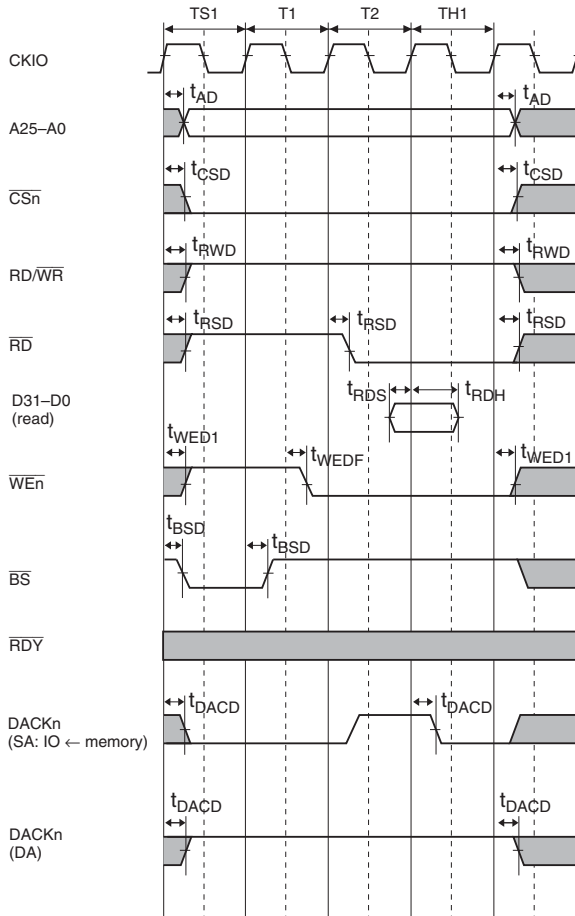 TS1 T1 T2 TH1
CKIO
tAD tAD
A25–A0
tCSD tCSD
CSn
tRWD tRWD
RD/WR
tRSD tRSD tRSD
RD
D31–D0
(read)
tRDS tRDH
tWED1 tWEDF tWED1
WEn
tBSD tBSD
BS
RDY
tDACD tDACD
DACKn
(SA: IO ← memory)
tDACD tDACD
DACKn
(DA)